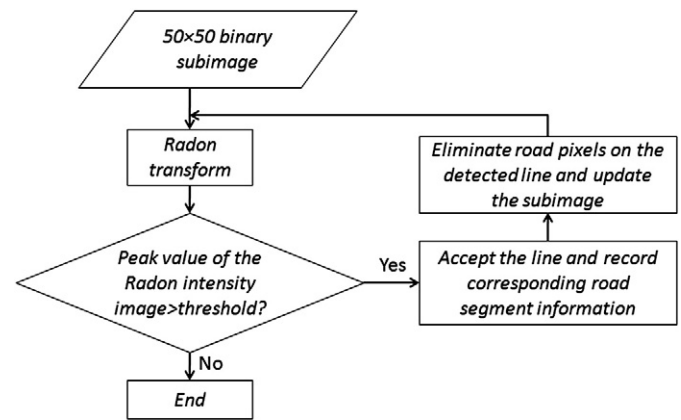 50×50 binary
subimage
Radon
transform
Peak value of the
Radon intensity
image>threshold?
Yes
Accept the line and record
corresponding road
segment information
Eliminate road pixels on the
detected line and update
the subimage
No
End